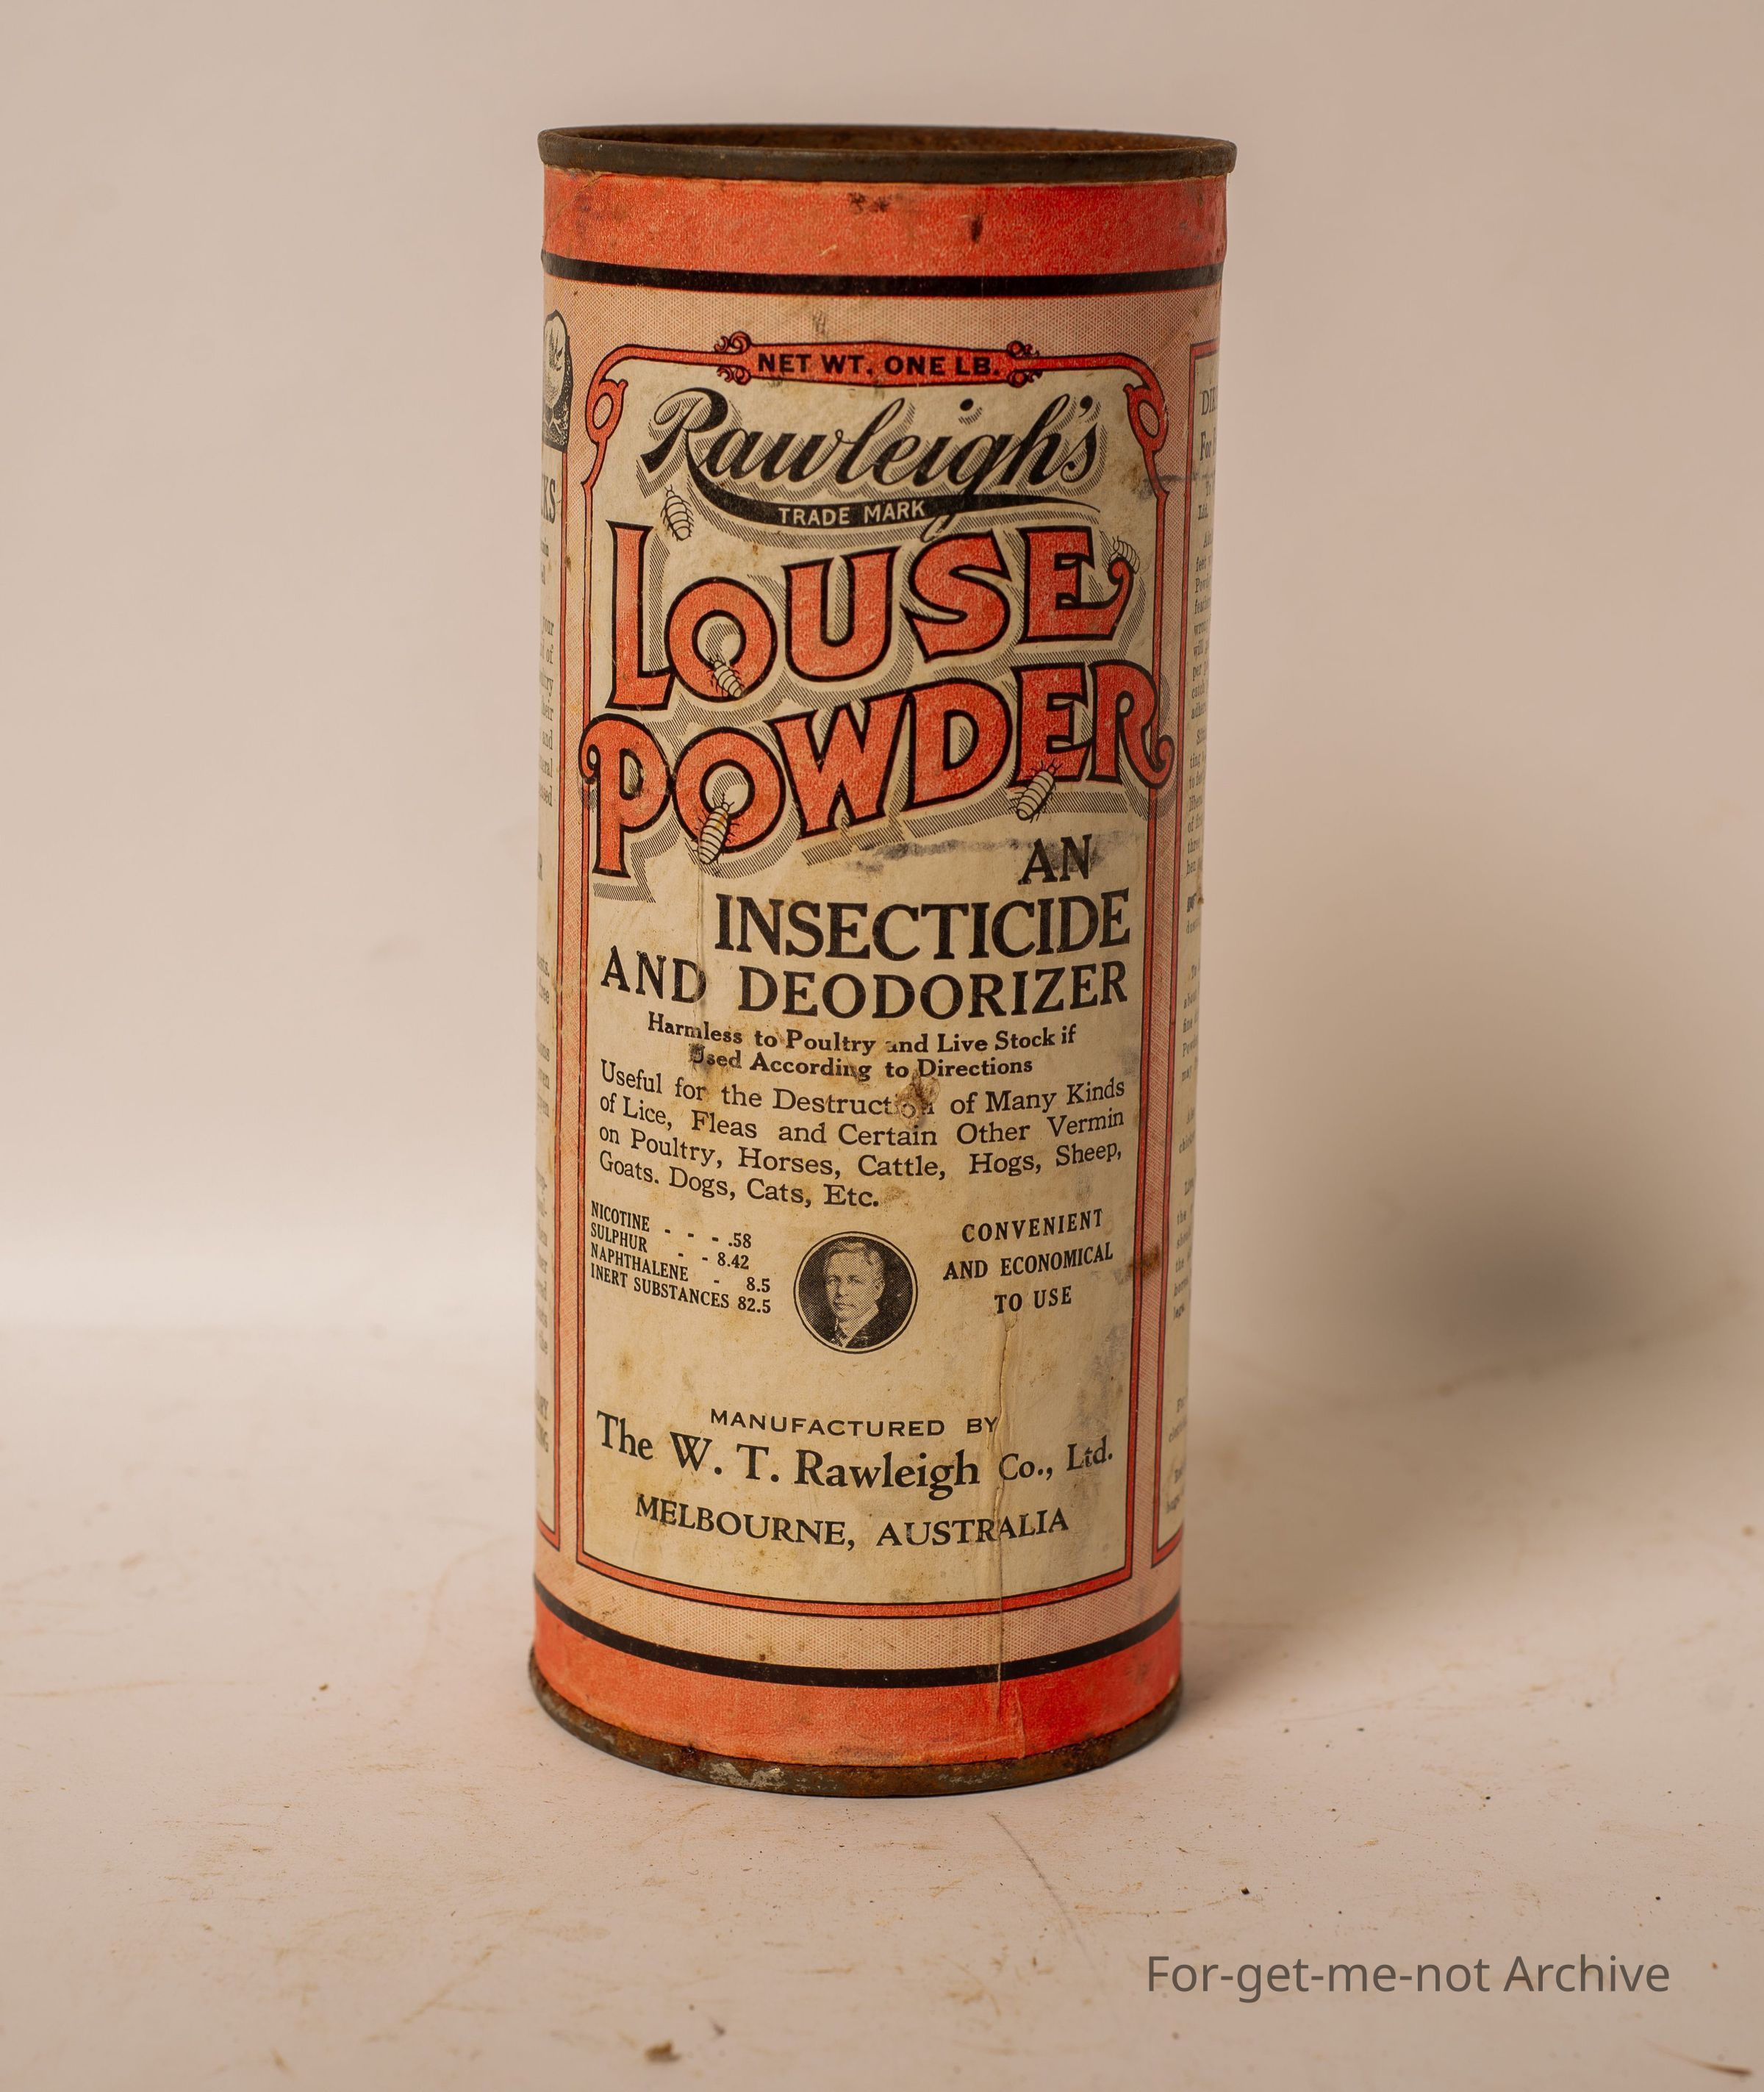 NET WT. ONE LB.
Rawleigh's
TRADE MARK
LOUSE
POWDER
AN
INSECTICIDE
AND DEODORIZER
Harmless to Poultry and Live Stock if
Used According to Directions
Useful for the Destruction of Many Kinds
of Lice, Fleas and Certain Other Vermin
on Poultry, Horses, Cattle, Hogs, Sheep,
Goats. Dogs, Cats, Etc.
NICOTINE - - - .58
SULPHUR - - 8.42
NAPHTHALENE - 8.5
INERT SUBSTANCES 82.5
CONVENIENT
AND ECONOMICAL
TO USE
MANUFACTURED BY
The W. T. Rawleigh Co., Ltd.
MELBOURNE, AUSTRALIA
For-get-me-not Archive